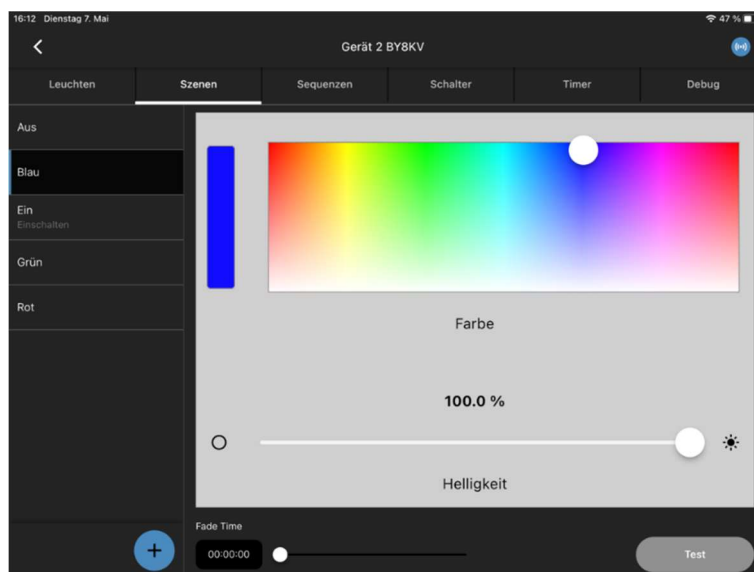 16:12 Dienstag 7. Mai 47 %
Gerät 2 BY8KV
Leuchten Szenen Sequenzen Schalter Timer Debug
Aus
Blau
Ein
Einschalten
Grün
Rot
Farbe
100.0 %
Helligkeit
Fade Time
00:00:00
Test